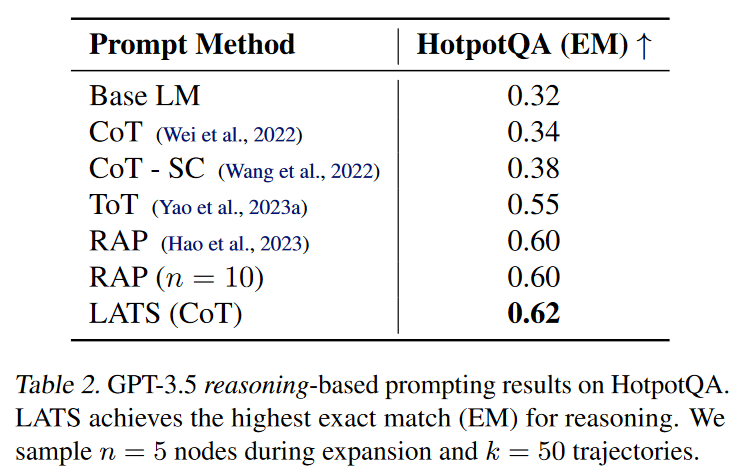 Prompt Method HotpotQA (EM) ↑
Base LM 0.32
CoT (Wei et al., 2022) 0.34
CoT - SC (Wang et al., 2022) 0.38
ToT (Yao et al., 2023a) 0.55
RAP (Hao et al., 2023) 0.60
RAP (n = 10) 0.60
LATS (CoT) 0.62
Table 2. GPT-3.5 reasoning-based prompting results on HotpotQA.
LATS achieves the highest exact match (EM) for reasoning. We
sample n = 5 nodes during expansion and k = 50 trajectories.